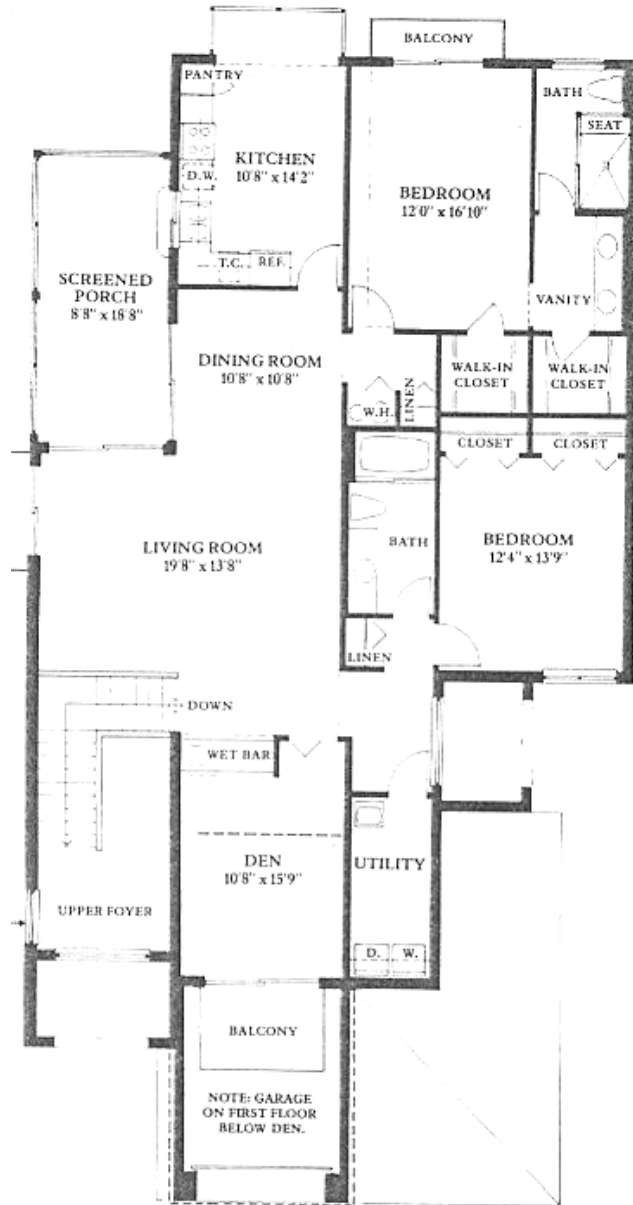 BALCONY
PANTRY
BATH
SEAT
KITCHEN
10'8" x 14'2"
D.W.
BEDROOM
12'0" x 16'10"
T.C.
REF.
SCREENED
PORCH
8'8" x 18'8"
VANITY
DINING ROOM
10'8" x 10'8"
WALK-IN
CLOSET
WALK-IN
CLOSET
W.H.
LINEN
CLOSET
CLOSET
LIVING ROOM
19'8" x 13'8"
BATH
BEDROOM
12'4" x 13'9"
LINEN
DOWN
WET BAR
DEN
10'8" x 15'9"
UTILITY
UPPER FOYER
D.
W.
BALCONY
NOTE: GARAGE
ON FIRST FLOOR
BELOW DEN.